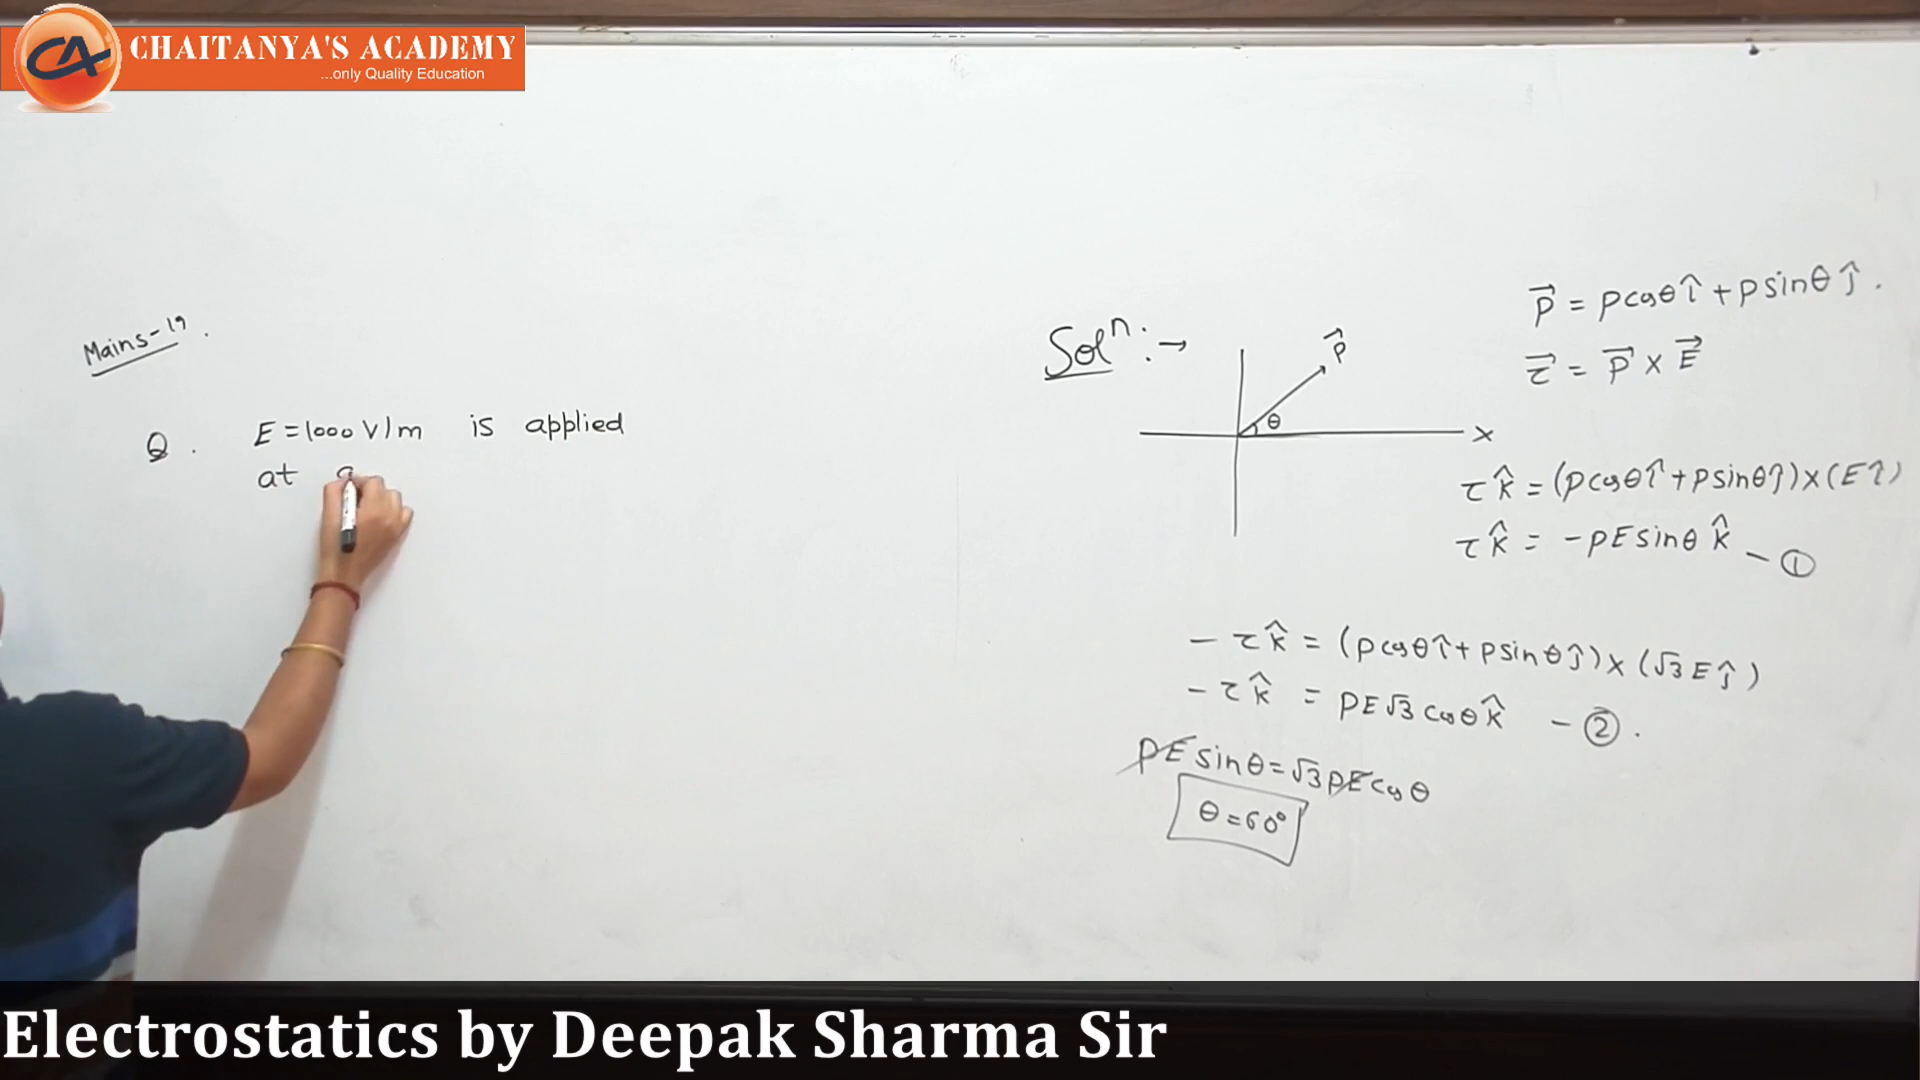 CHAITANYA'S ACADEMY
...only Quality Education
Mains-19.
Q. E = 1000 V/m is applied
at
Solⁿ:→
p⃗
θ
x
p⃗ = pcosθ î + psinθ ĵ.
τ⃗ = p⃗ × E⃗
τ k̂ = (pcosθ î + psinθ ĵ) × (E î)
τ k̂ = -pE sinθ k̂ - ①
- τ k̂ = (pcosθ î + psinθ ĵ) × (√3 E ĵ)
- τ k̂ = pE√3 cosθ k̂ - ②.
pE sinθ = √3 pE cosθ
θ = 60°
Electrostatics by Deepak Sharma Sir